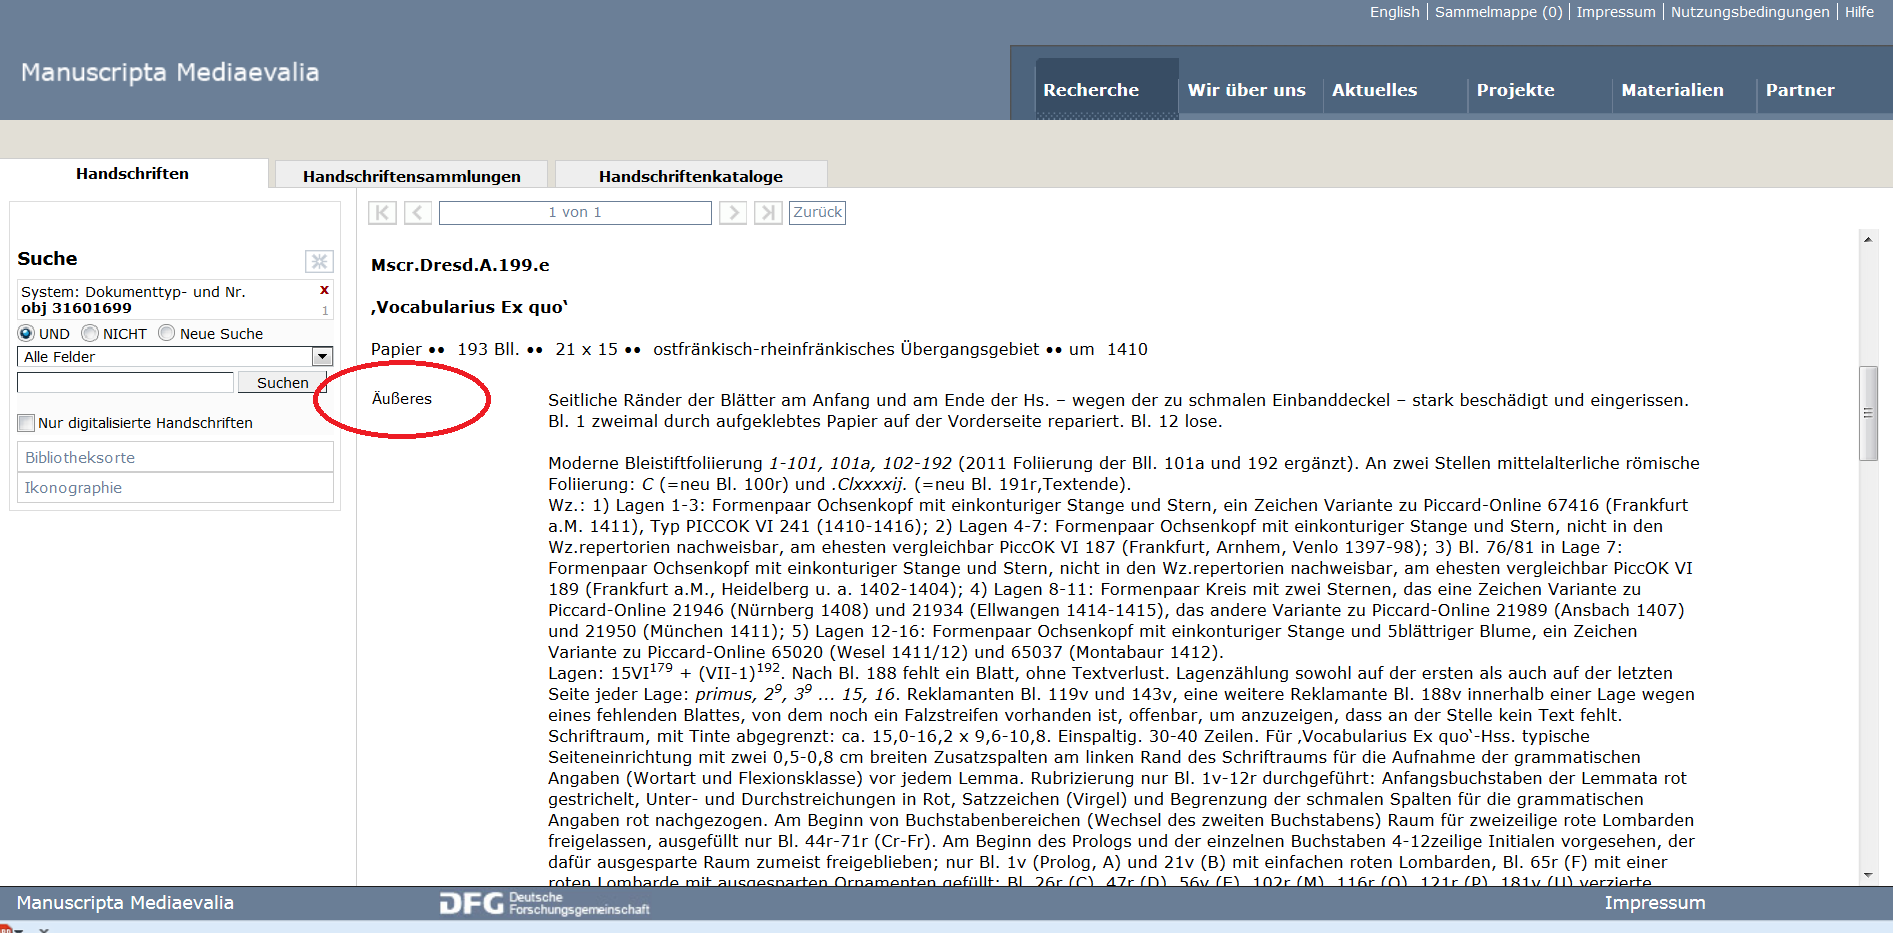 English | Sammelmappe (0) | Impressum | Nutzungsbedingungen | Hilfe
Manuscripta Mediaevalia
Recherche
Wir über uns
Aktuelles
Projekte
Materialien
Partner
Handschriften
Handschriftensammlungen
Handschriftenkataloge
1 von 1
Zurück
Suche
System: Dokumenttyp- und Nr.
x
obj 31601699
1
UND NICHT Neue Suche
Alle Felder
Suchen
Nur digitalisierte Handschriften
Bibliotheksorte
Ikonographie
Mscr.Dresd.A.199.e
‚Vocabularius Ex quo‘
Papier •• 193 Bll. •• 21 x 15 •• ostfränkisch-rheinfränkisches Übergangsgebiet •• um 1410
Äußeres
Seitliche Ränder der Blätter am Anfang und am Ende der Hs. – wegen der zu schmalen Einbanddeckel – stark beschädigt und eingerissen.
Bl. 1 zweimal durch aufgeklebtes Papier auf der Vorderseite repariert. Bl. 12 lose.
Moderne Bleistiftfoliierung 1-101, 101a, 102-192 (2011 Foliierung der Bll. 101a und 192 ergänzt). An zwei Stellen mittelalterliche römische
Foliierung: C (=neu Bl. 100r) und .Clxxxxij. (=neu Bl. 191r,Textende).
Wz.: 1) Lagen 1-3: Formenpaar Ochsenkopf mit einkonturiger Stange und Stern, ein Zeichen Variante zu Piccard-Online 67416 (Frankfurt
a.M. 1411), Typ PICCOK VI 241 (1410-1416); 2) Lagen 4-7: Formenpaar Ochsenkopf mit einkonturiger Stange und Stern, nicht in den
Wz.repertorien nachweisbar, am ehesten vergleichbar PiccOK VI 187 (Frankfurt, Arnhem, Venlo 1397-98); 3) Bl. 76/81 in Lage 7:
Formenpaar Ochsenkopf mit einkonturiger Stange und Stern, nicht in den Wz.repertorien nachweisbar, am ehesten vergleichbar PiccOK VI
189 (Frankfurt a.M., Heidelberg u. a. 1402-1404); 4) Lagen 8-11: Formenpaar Kreis mit zwei Sternen, das eine Zeichen Variante zu
Piccard-Online 21946 (Nürnberg 1408) und 21934 (Ellwangen 1414-1415), das andere Variante zu Piccard-Online 21989 (Ansbach 1407)
und 21950 (München 1411); 5) Lagen 12-16: Formenpaar Ochsenkopf mit einkonturiger Stange und 5blättriger Blume, ein Zeichen
Variante zu Piccard-Online 65020 (Wesel 1411/12) und 65037 (Montabaur 1412).
Lagen: 15VI¹⁷⁹ + (VII-1)¹⁹². Nach Bl. 188 fehlt ein Blatt, ohne Textverlust. Lagenzählung sowohl auf der ersten als auch auf der letzten
Seite jeder Lage: primus, 2⁹, 3⁹ ... 15, 16. Reklamanten Bl. 119v und 143v, eine weitere Reklamante Bl. 188v innerhalb einer Lage wegen
eines fehlenden Blattes, von dem noch ein Falzstreifen vorhanden ist, offenbar, um anzuzeigen, dass an der Stelle kein Text fehlt.
Schriftraum, mit Tinte abgegrenzt: ca. 15,0-16,2 x 9,6-10,8. Einspaltig. 30-40 Zeilen. Für ‚Vocabularius Ex quo‘-Hss. typische
Seiteneinrichtung mit zwei 0,5-0,8 cm breiten Zusatzspalten am linken Rand des Schriftraums für die Aufnahme der grammatischen
Angaben (Wortart und Flexionsklasse) vor jedem Lemma. Rubrizierung nur Bl. 1v-12r durchgeführt: Anfangsbuchstaben der Lemmata rot
gestrichelt, Unter- und Durchstreichungen in Rot, Satzzeichen (Virgel) und Begrenzung der schmalen Spalten für die grammatischen
Angaben rot nachgezogen. Am Beginn von Buchstabenbereichen (Wechsel des zweiten Buchstabens) Raum für zweizeilige rote Lombarden
freigelassen, ausgefüllt nur Bl. 44r-71r (Cr-Fr). Am Beginn des Prologs und der einzelnen Buchstaben 4-12zeilige Initialen vorgesehen, der
dafür ausgesparte Raum zumeist freigeblieben; nur Bl. 1v (Prolog, A) und 21v (B) mit einfachen roten Lombarden, Bl. 65r (F) mit einer
roten Lombarde mit ausgesparten Ornamenten gefüllt; Bl. 26r (C), 47r (D), 56v (E), 102r (M), 116r (O), 121r (P), 181v (U) verzierte
Manuscripta Mediaevalia
DFG Deutsche
Forschungsgemeinschaft
Impressum